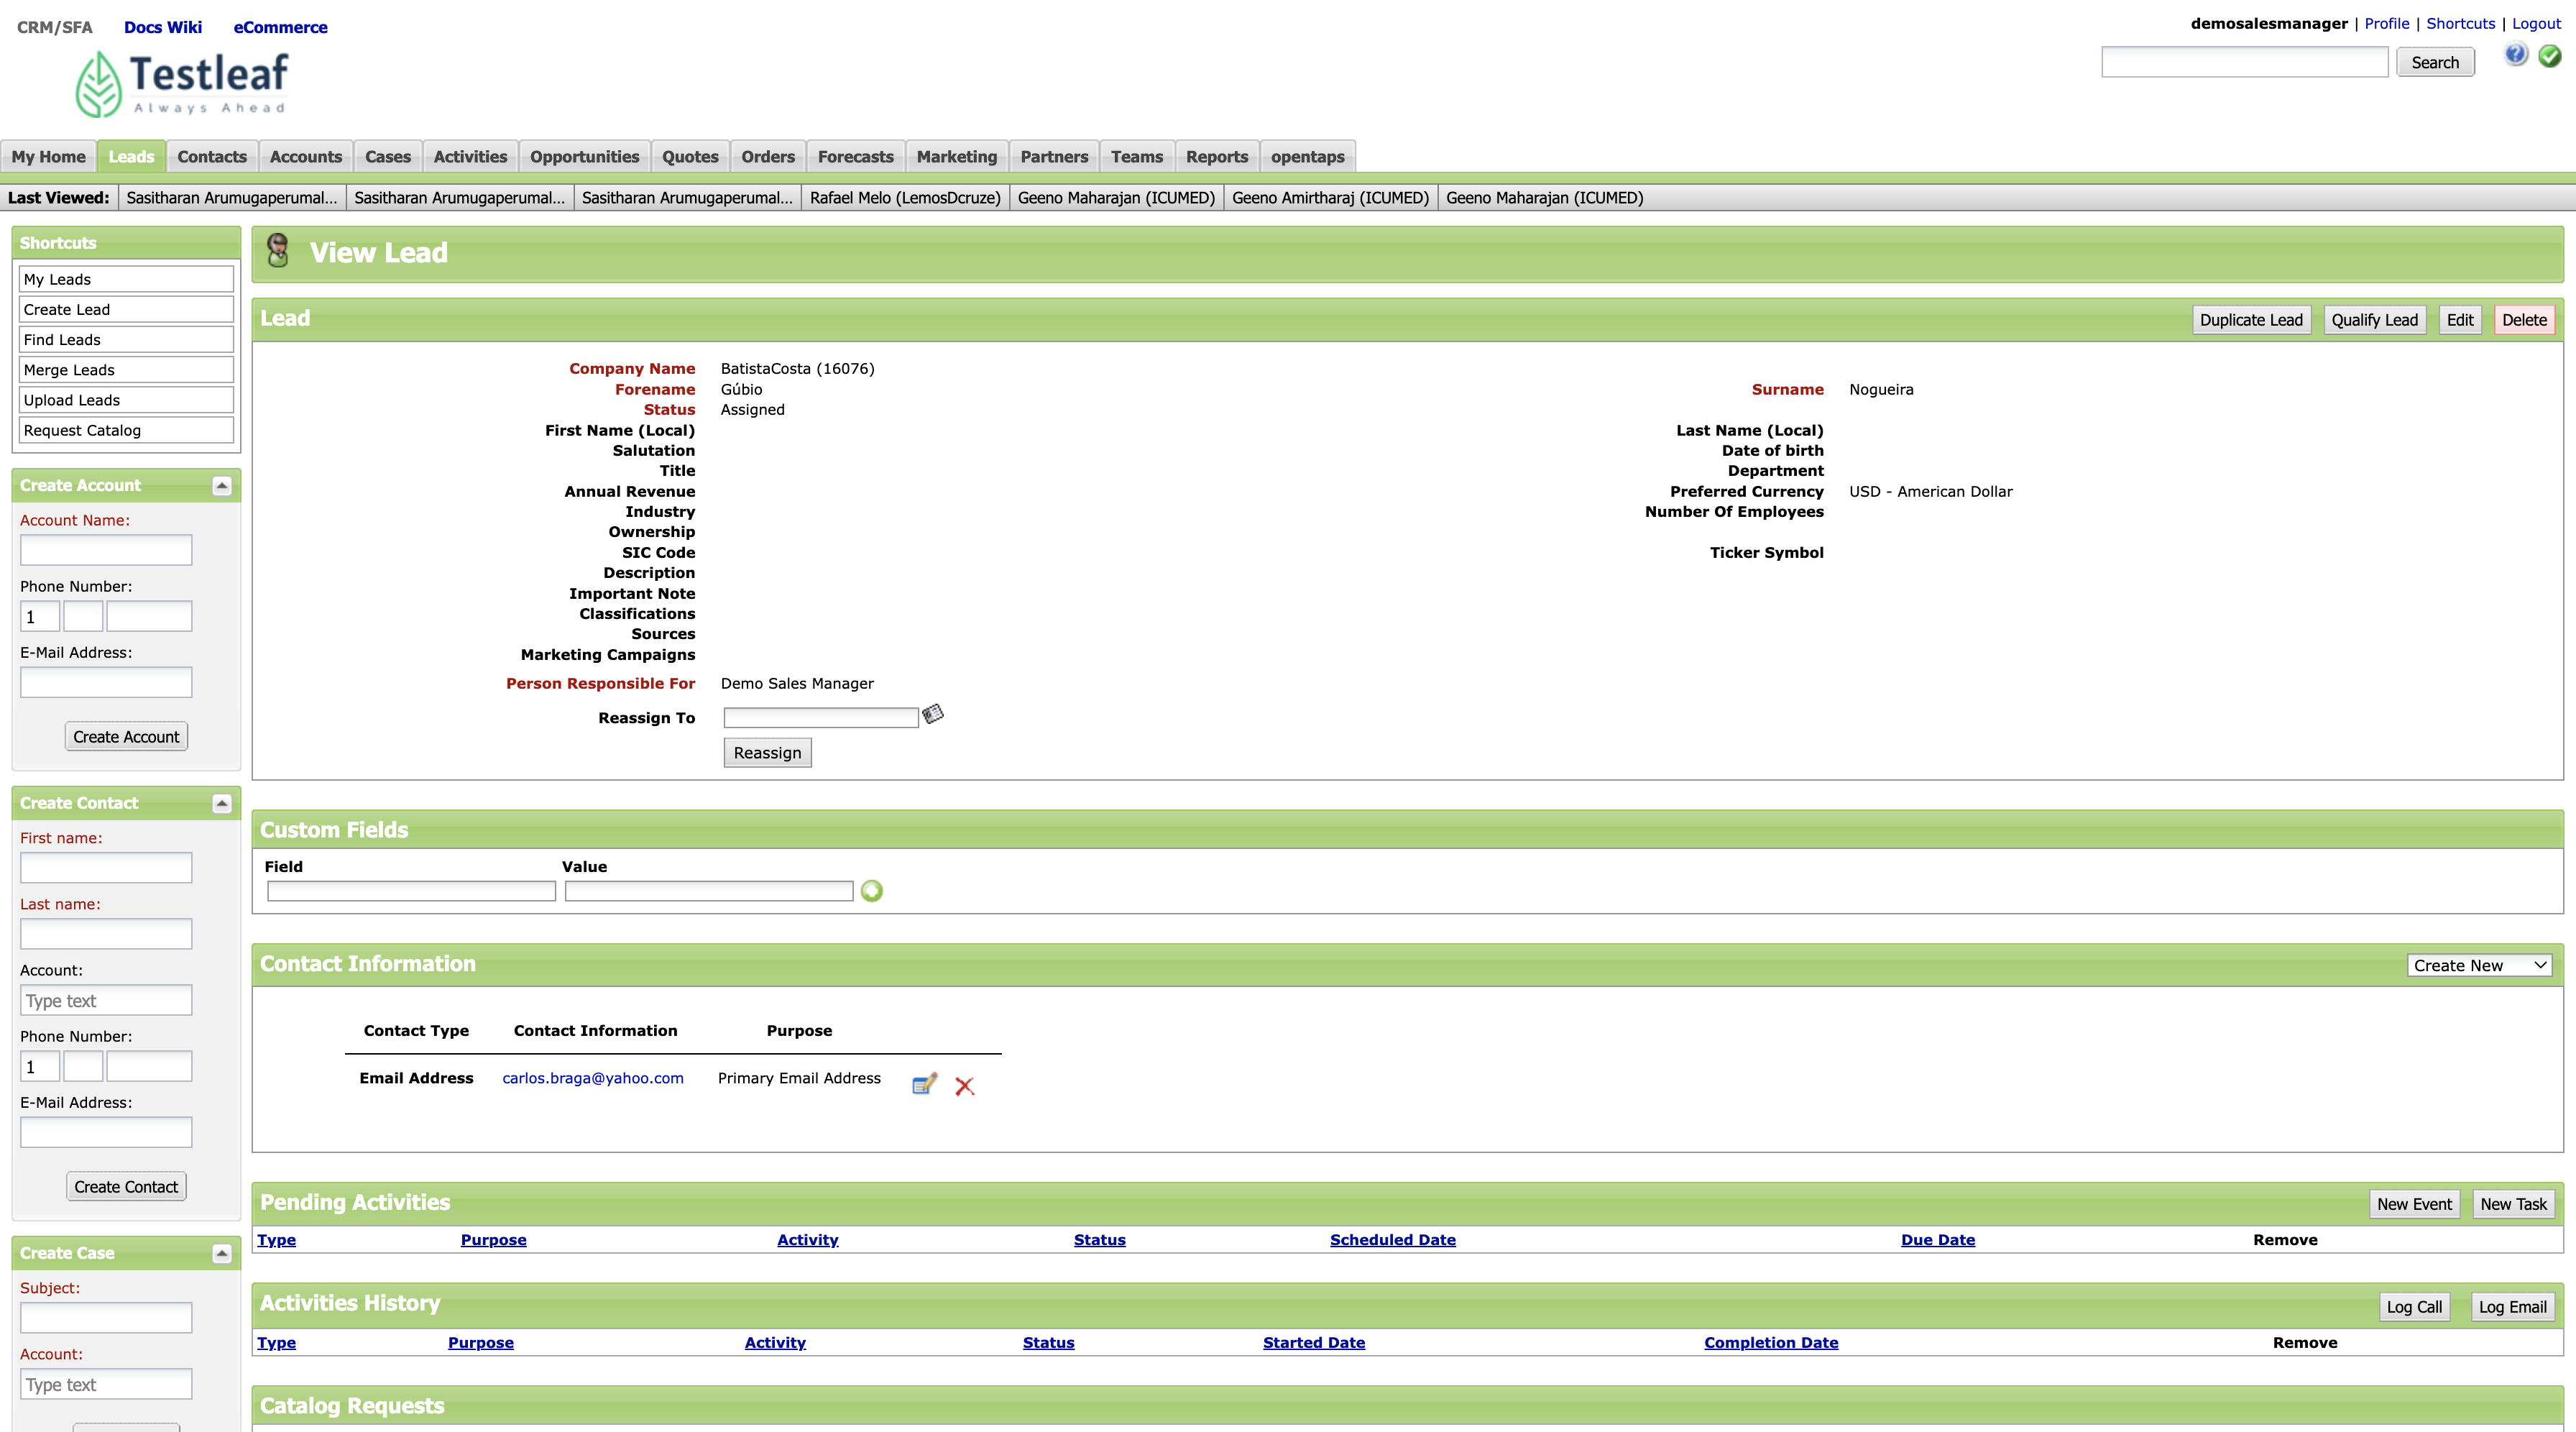 CRM/SFA Docs Wiki eCommerce
demosalesmanager | Profile | Shortcuts | Logout
Testleaf
Always Ahead
Search
My Home Leads Contacts Accounts Cases Activities Opportunities Quotes Orders Forecasts Marketing Partners Teams Reports opentaps
Last Viewed: Sasitharan Arumugaperumal... Sasitharan Arumugaperumal... Sasitharan Arumugaperumal... Rafael Melo (LemosDcruze) Geeno Maharajan (ICUMED) Geeno Amirtharaj (ICUMED) Geeno Maharajan (ICUMED)
Shortcuts
My Leads
Create Lead
Find Leads
Merge Leads
Upload Leads
Request Catalog
Create Account
Account Name:
Phone Number:
1
E-Mail Address:
Create Account
Create Contact
First name:
Last name:
Account:
Type text
Phone Number:
1
E-Mail Address:
Create Contact
Create Case
Subject:
Account:
Type text
View Lead
Lead
Duplicate Lead Qualify Lead Edit Delete
Company Name BatistaCosta (16076)
Forename Gúbio Surname Nogueira
Status Assigned
First Name (Local) Last Name (Local)
Salutation Date of birth
Title Department
Annual Revenue Preferred Currency USD - American Dollar
Industry Number Of Employees
Ownership
SIC Code Ticker Symbol
Description
Important Note
Classifications
Sources
Marketing Campaigns
Person Responsible For Demo Sales Manager
Reassign To
Reassign
Custom Fields
Field Value
Contact Information
Create New
Contact Type Contact Information Purpose
Email Address carlos.braga@yahoo.com Primary Email Address
Pending Activities
New Event New Task
Type Purpose Activity Status Scheduled Date Due Date Remove
Activities History
Log Call Log Email
Type Purpose Activity Status Started Date Completion Date Remove
Catalog Requests